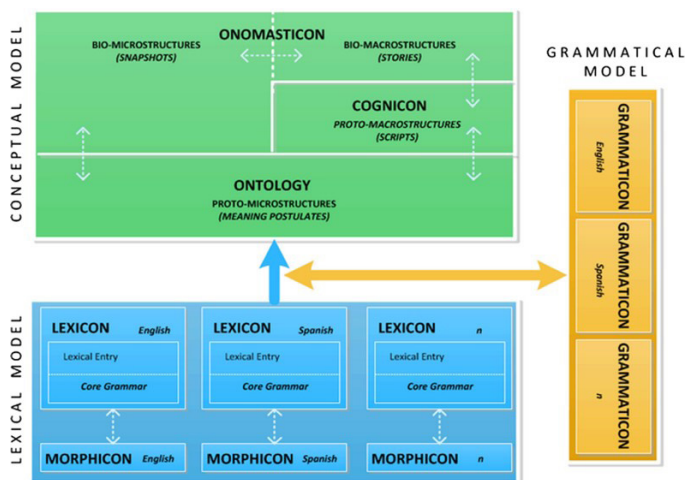 CONCEPTUAL MODEL
ONOMASTICON
BIO-MICROSTRUCTURES
(SNAPSHOTS)
BIO-MACROSTRUCTURES
(STORIES)
COGNICON
PROTO-MACROSTRUCTURES
(SCRIPTS)
ONTOLOGY
PROTO-MICROSTRUCTURES
(MEANING POSTULATES)
GRAMMATICAL
MODEL
GRAMMATICON
English
GRAMMATICON
Spanish
GRAMMATICON
n
LEXICAL MODEL
LEXICON English
Lexical Entry
Core Grammar
MORPHICON English
LEXICON Spanish
Lexical Entry
Core Grammar
MORPHICON Spanish
LEXICON n
Lexical Entry
Core Grammar
MORPHICON n